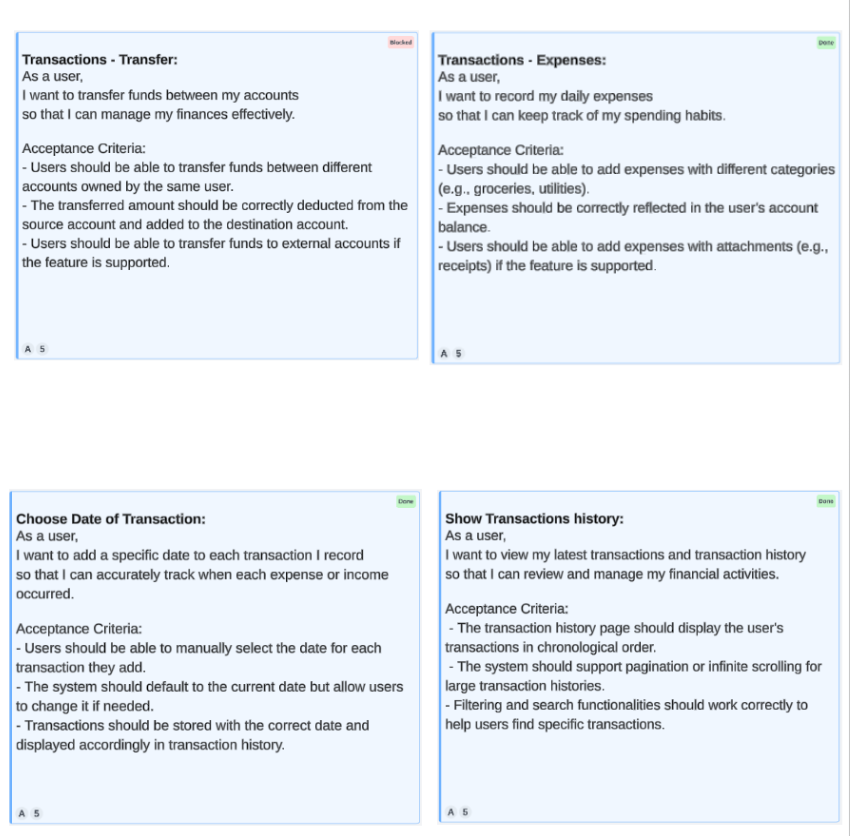 Blocked
Transactions - Transfer:
As a user,
I want to transfer funds between my accounts
so that I can manage my finances effectively.
Acceptance Criteria:
- Users should be able to transfer funds between different
accounts owned by the same user.
- The transferred amount should be correctly deducted from the
source account and added to the destination account.
- Users should be able to transfer funds to external accounts if
the feature is supported.
A 5
Done
Transactions - Expenses:
As a user,
I want to record my daily expenses
so that I can keep track of my spending habits.
Acceptance Criteria:
- Users should be able to add expenses with different categories
(e.g., groceries, utilities).
- Expenses should be correctly reflected in the user's account
balance.
- Users should be able to add expenses with attachments (e.g.,
receipts) if the feature is supported.
A 5
Done
Choose Date of Transaction:
As a user,
I want to add a specific date to each transaction I record
so that I can accurately track when each expense or income
occurred.
Acceptance Criteria:
- Users should be able to manually select the date for each
transaction they add.
- The system should default to the current date but allow users
to change it if needed.
- Transactions should be stored with the correct date and
displayed accordingly in transaction history.
A 5
Done
Show Transactions history:
As a user,
I want to view my latest transactions and transaction history
so that I can review and manage my financial activities.
Acceptance Criteria:
- The transaction history page should display the user's
transactions in chronological order.
- The system should support pagination or infinite scrolling for
large transaction histories.
- Filtering and search functionalities should work correctly to
help users find specific transactions.
A 5